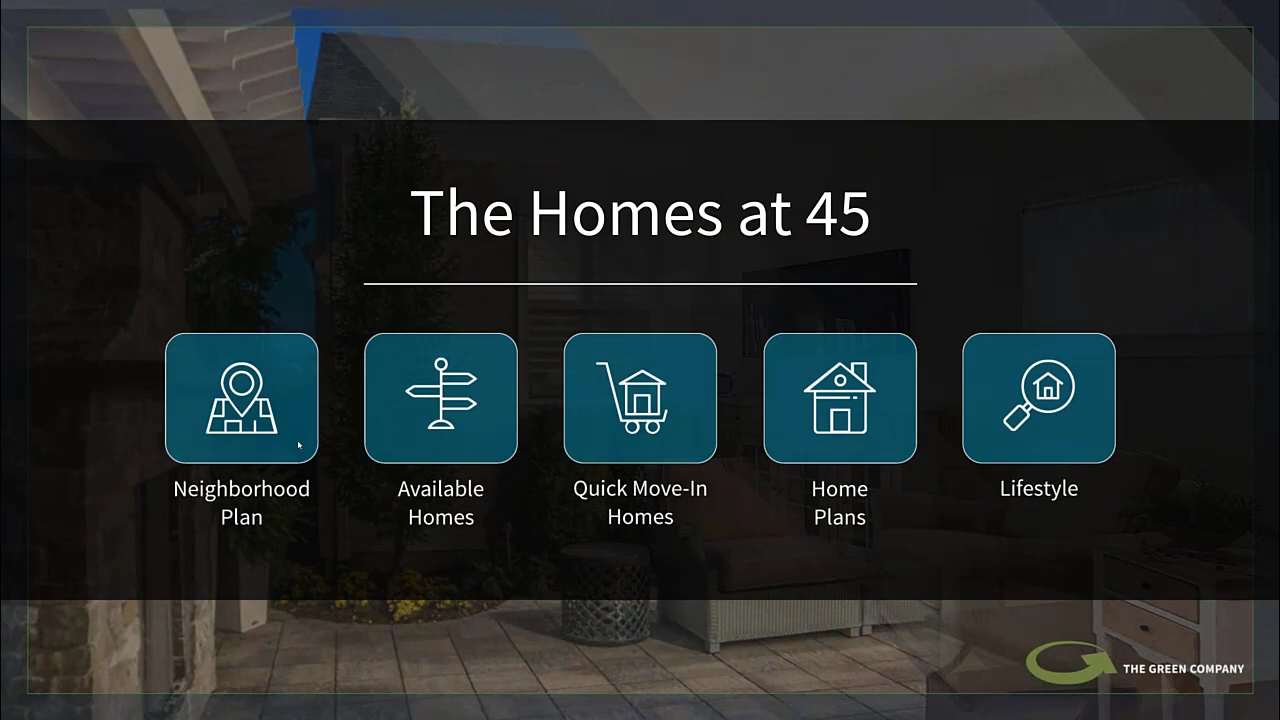 The Homes at 45
Neighborhood
Plan
Available
Homes
Quick Move-In
Homes
Home
Plans
Lifestyle
THE GREEN COMPANY